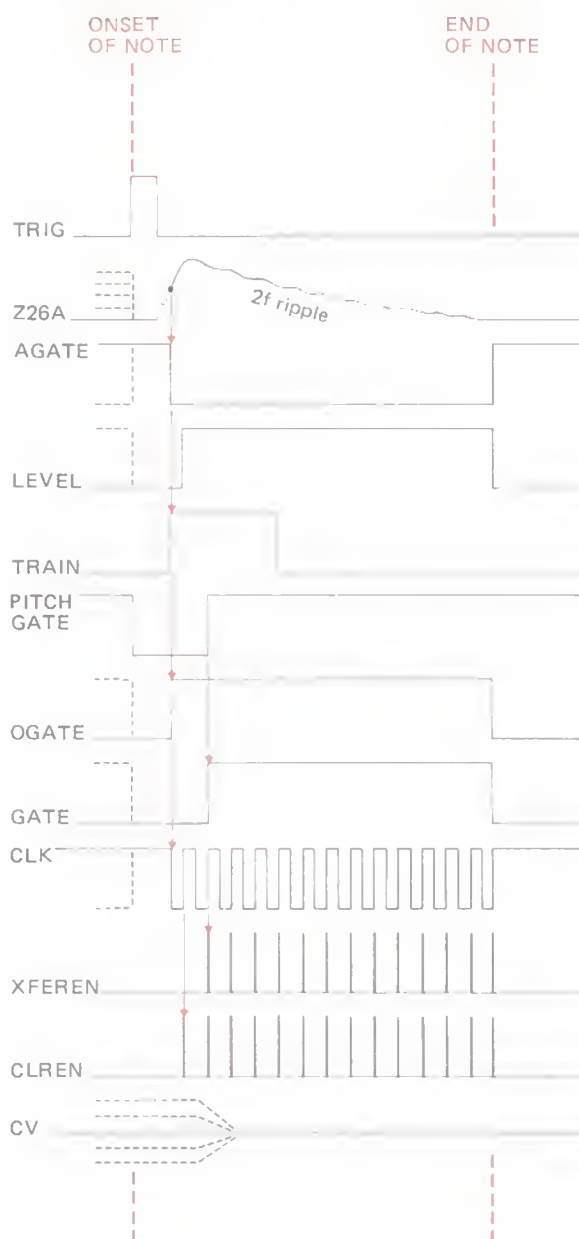 ONSET
OF NOTE
END
OF NOTE
TRIG
Z26A
2f ripple
AGATE
LEVEL
TRAIN
PITCH
GATE
OGATE
GATE
CLK
XFEREN
CLREN
CV